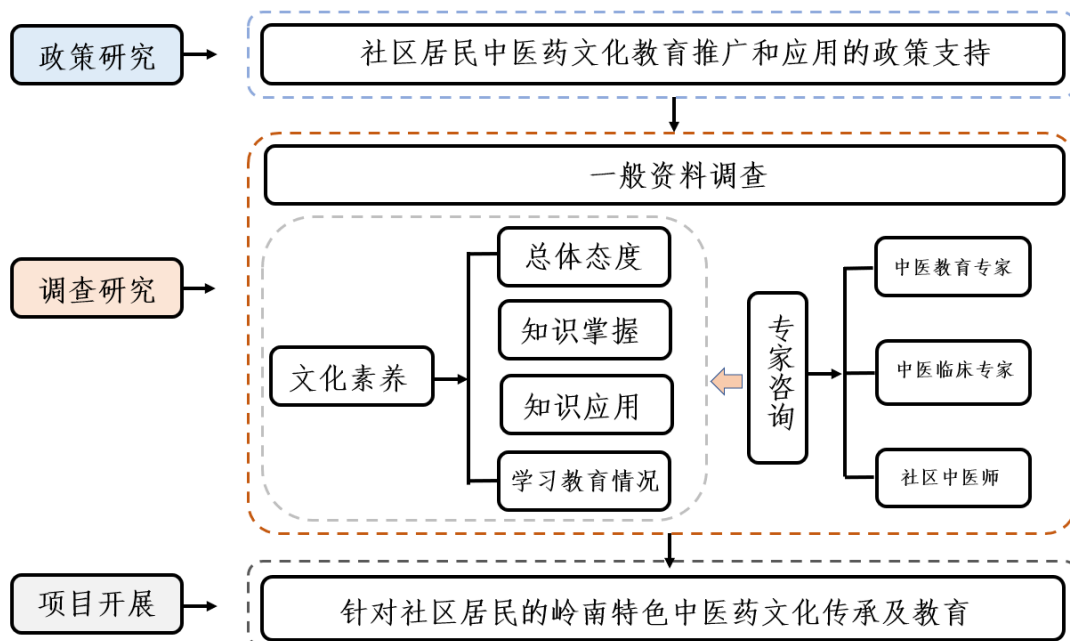 政策研究
社区居民中医药文化教育推广和应用的政策支持
一般资料调查
调查研究
文化素养
总体态度
知识掌握
知识应用
学习教育情况
专家咨询
中医教育专家
中医临床专家
社区中医师
项目开展
针对社区居民的岭南特色中医药文化传承及教育